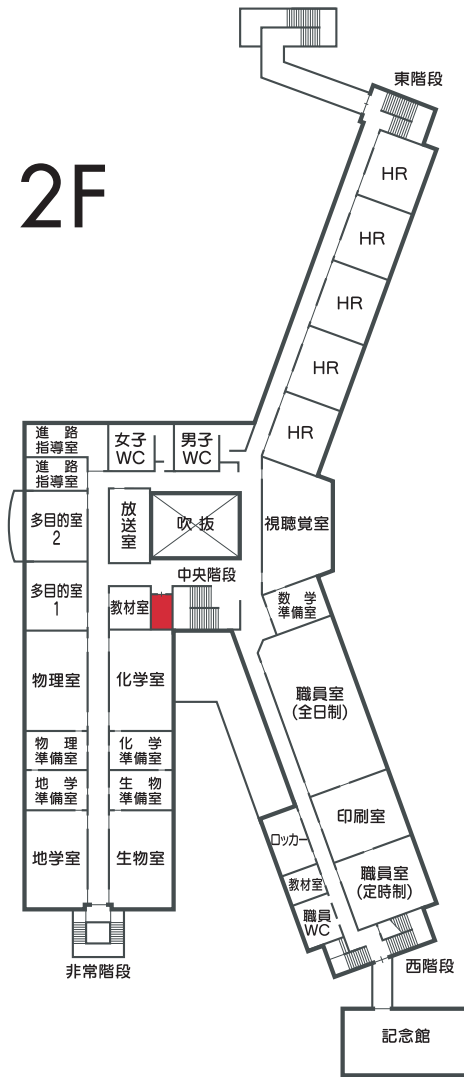 東階段
2F
HR
HR
HR
HR
HR
進路
指導室
女子
WC
男子
WC
進路
指導室
多目的室
2
放送室
吹抜
視聴覚室
中央階段
多目的室
1
教材室
数学
準備室
物理室
化学室
職員室
(全日制)
物理
準備室
化学
準備室
地学
準備室
生物
準備室
印刷室
ロッカー
地学室
生物室
教材室
職員室
(定時制)
職員
WC
非常階段
西階段
記念館